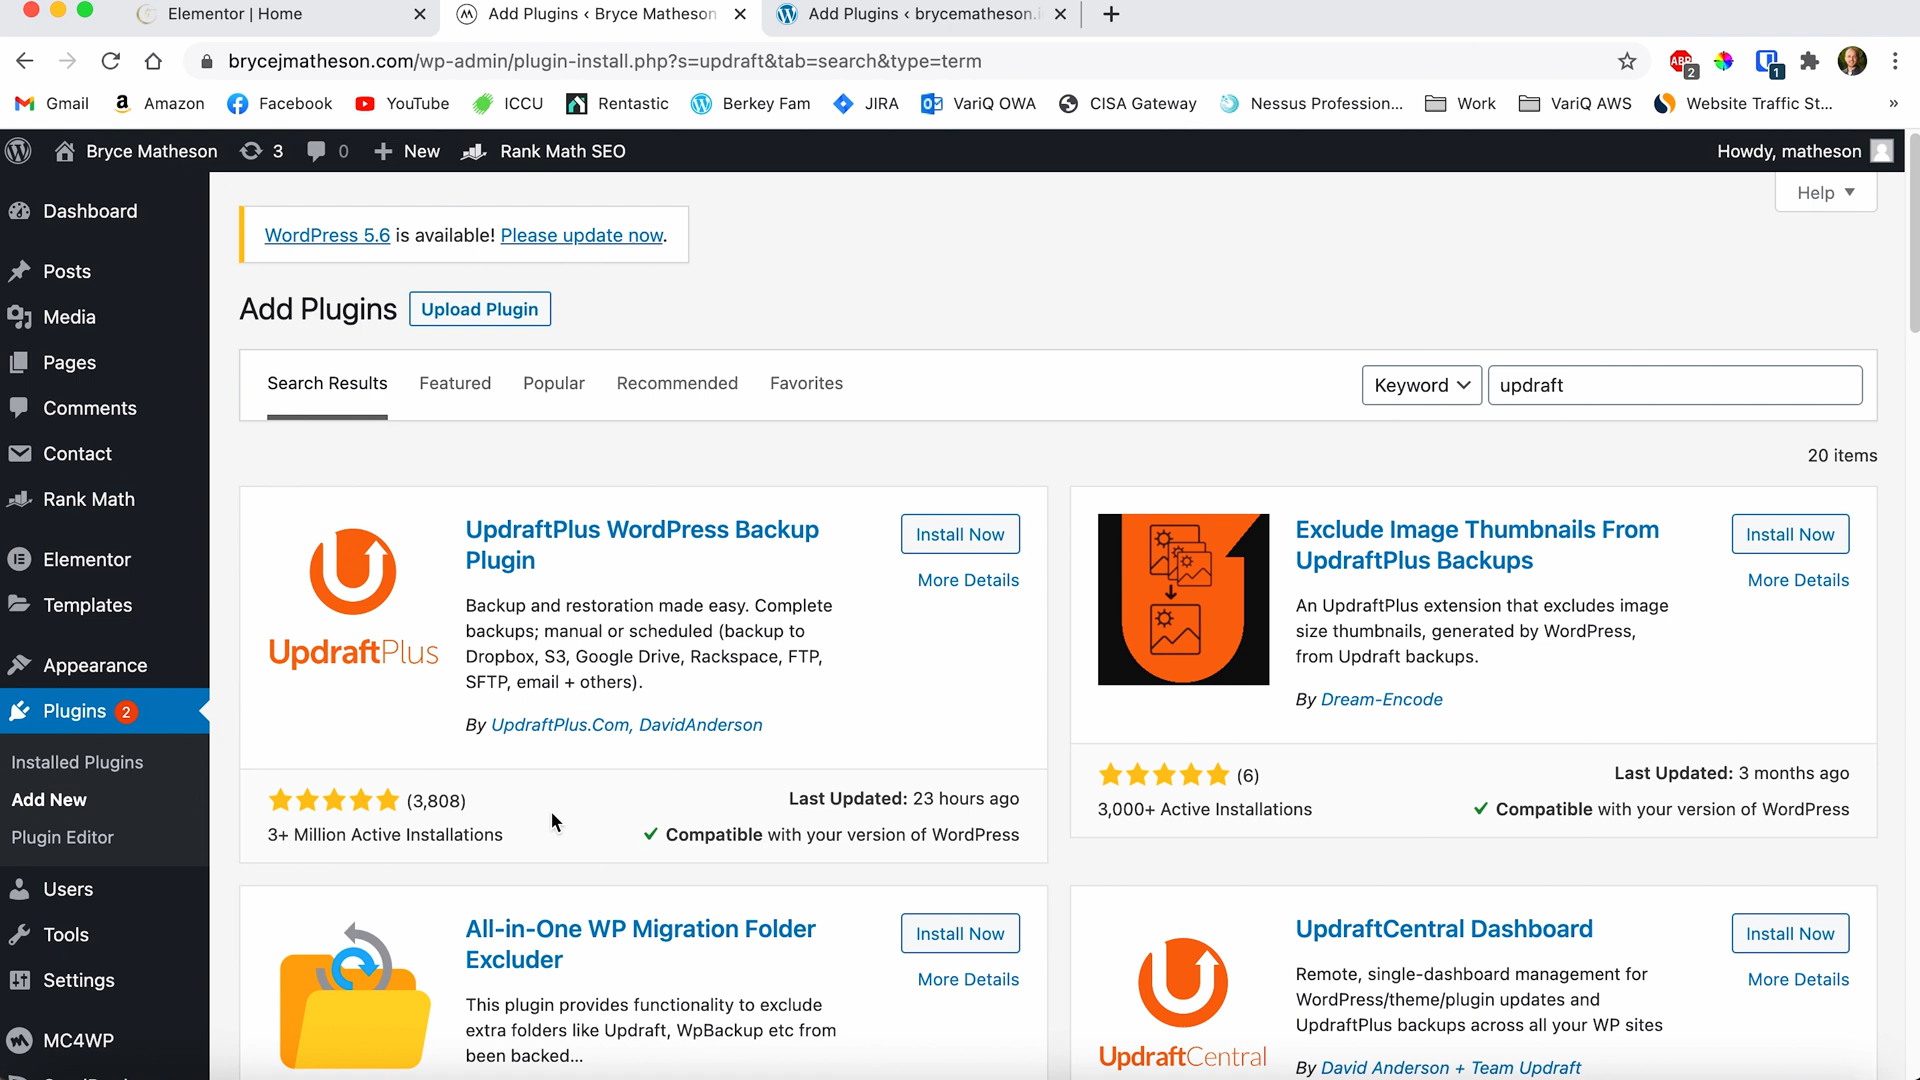 Elementor | Home
Add Plugins ‹ Bryce Matheson
Add Plugins ‹ brycematheson.i
brycejmatheson.com/wp-admin/plugin-install.php?s=updraft&tab=search&type=term
ABP
2
1
Gmail
Amazon
Facebook
YouTube
ICCU
Rentastic
Berkey Fam
JIRA
VariQ OWA
CISA Gateway
Nessus Profession...
Work
VariQ AWS
Website Traffic St...
»
Bryce Matheson
3
0
New
Rank Math SEO
Howdy, matheson
Dashboard
Posts
Media
Pages
Comments
Contact
Rank Math
Elementor
Templates
Appearance
Plugins 2
Installed Plugins
Add New
Plugin Editor
Users
Tools
Settings
MC4WP
Help
WordPress 5.6 is available! Please update now.
Add Plugins
Upload Plugin
Search Results
Featured
Popular
Recommended
Favorites
Keyword
updraft
20 items
UpdraftPlus
UpdraftPlus WordPress Backup
Plugin
Install Now
More Details
Backup and restoration made easy. Complete
backups; manual or scheduled (backup to
Dropbox, S3, Google Drive, Rackspace, FTP,
SFTP, email + others).
By UpdraftPlus.Com, DavidAnderson
(3,808)
3+ Million Active Installations
Last Updated: 23 hours ago
Compatible with your version of WordPress
Exclude Image Thumbnails From
UpdraftPlus Backups
Install Now
More Details
An UpdraftPlus extension that excludes image
size thumbnails, generated by WordPress,
from Updraft backups.
By Dream-Encode
(6)
3,000+ Active Installations
Last Updated: 3 months ago
Compatible with your version of WordPress
All-in-One WP Migration Folder
Excluder
Install Now
More Details
This plugin provides functionality to exclude
extra folders like Updraft, WpBackup etc from
been backed...
UpdraftCentral
UpdraftCentral Dashboard
Install Now
More Details
Remote, single-dashboard management for
WordPress/theme/plugin updates and
UpdraftPlus backups across all your WP sites
By David Anderson + Team Updraft